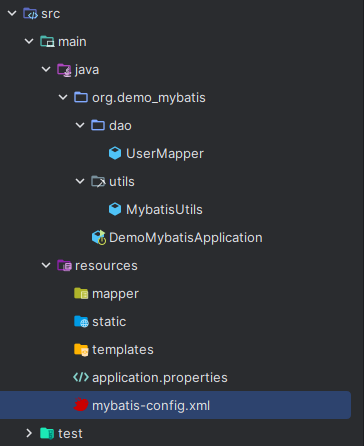 src
main
java
org.demo_mybatis
dao
UserMapper
utils
MybatisUtils
DemoMybatisApplication
resources
mapper
static
templates
application.properties
mybatis-config.xml
test